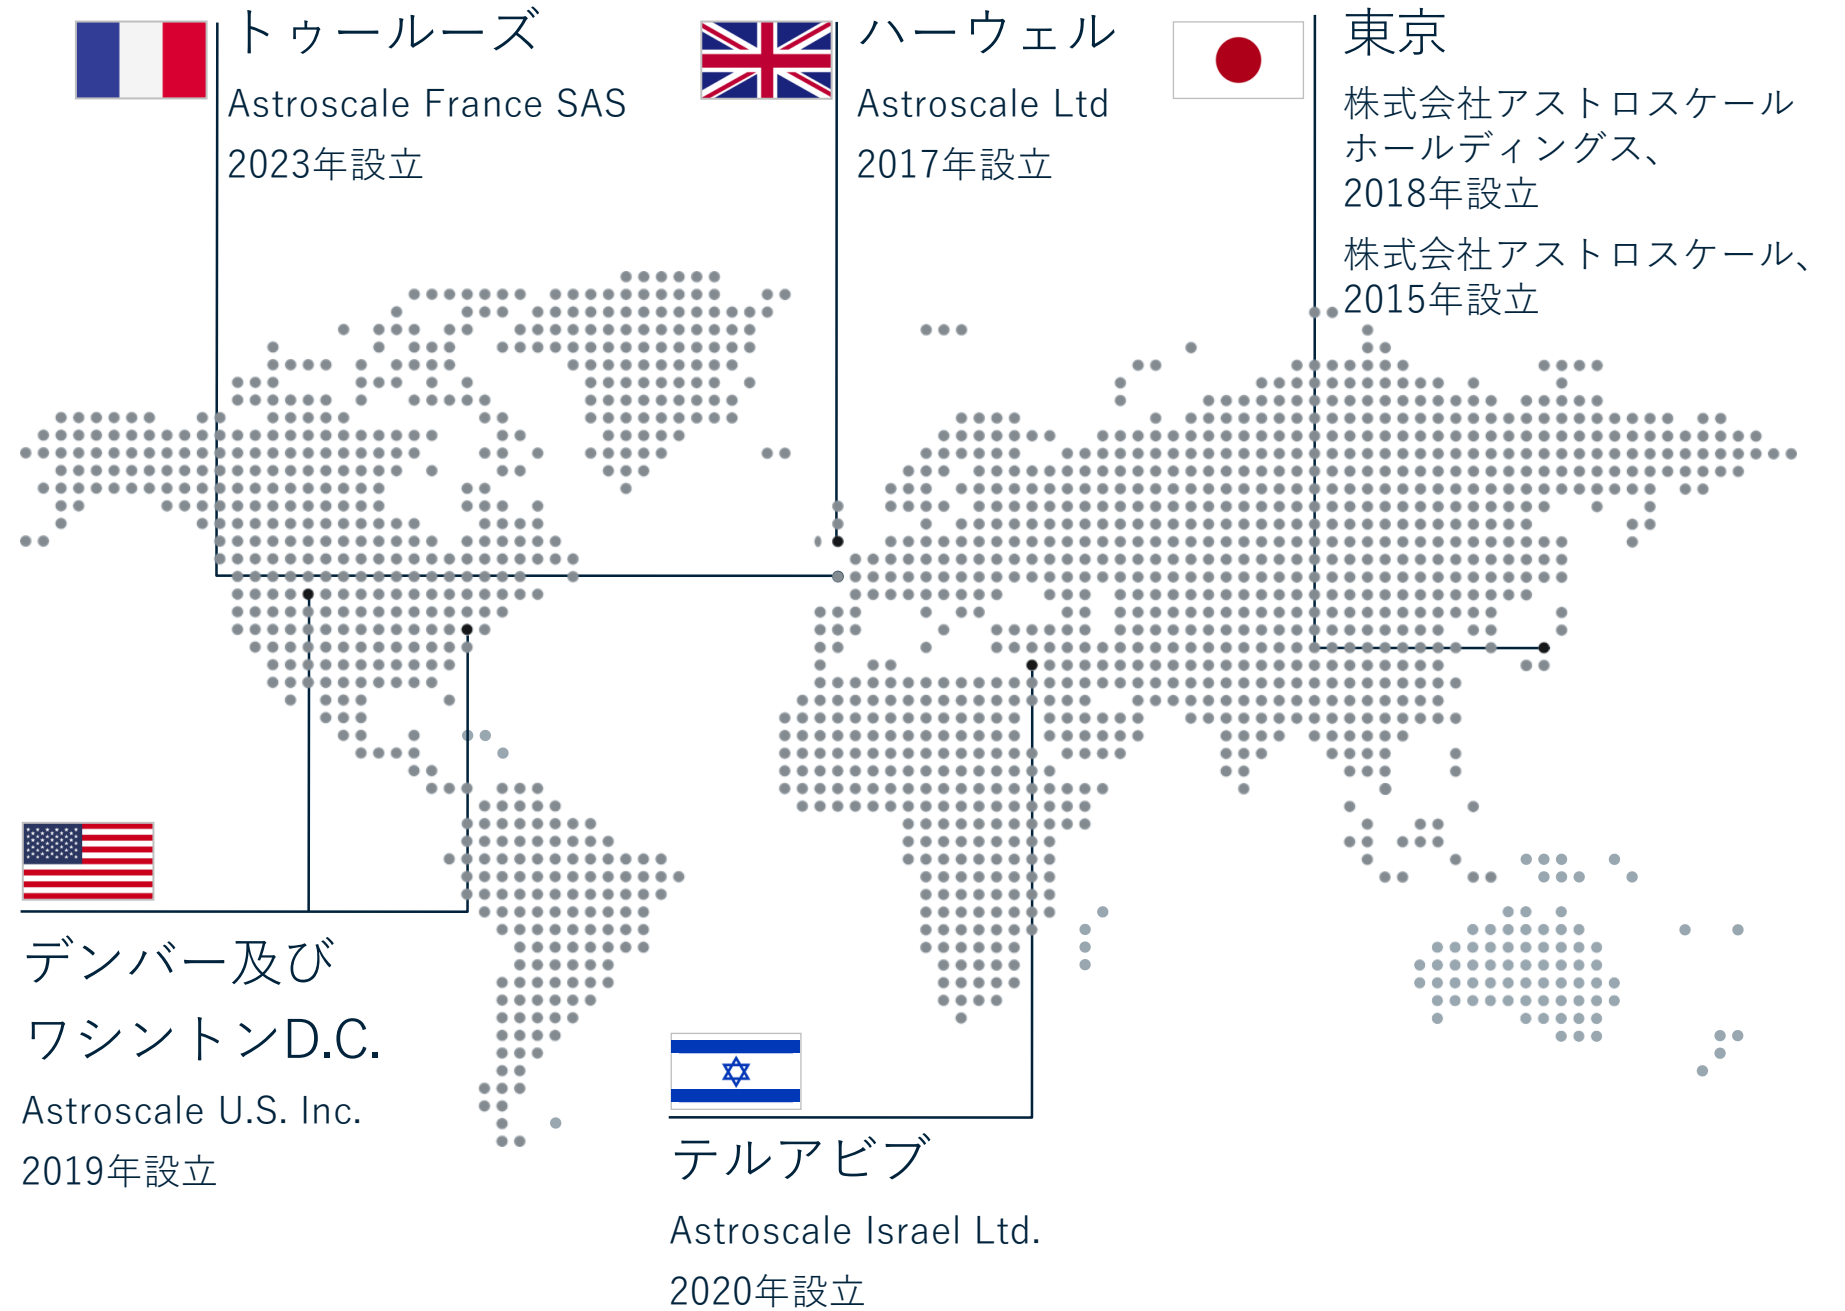 トゥールーズ
Astroscale France SAS
2023年設立
ハーウェル
Astroscale Ltd
2017年設立
東京
株式会社アストロスケール
ホールディングス、
2018年設立
株式会社アストロスケール、
2015年設立
デンバー及び
ワシントンD.C.
Astroscale U.S. Inc.
2019年設立
テルアビブ
Astroscale Israel Ltd.
2020年設立